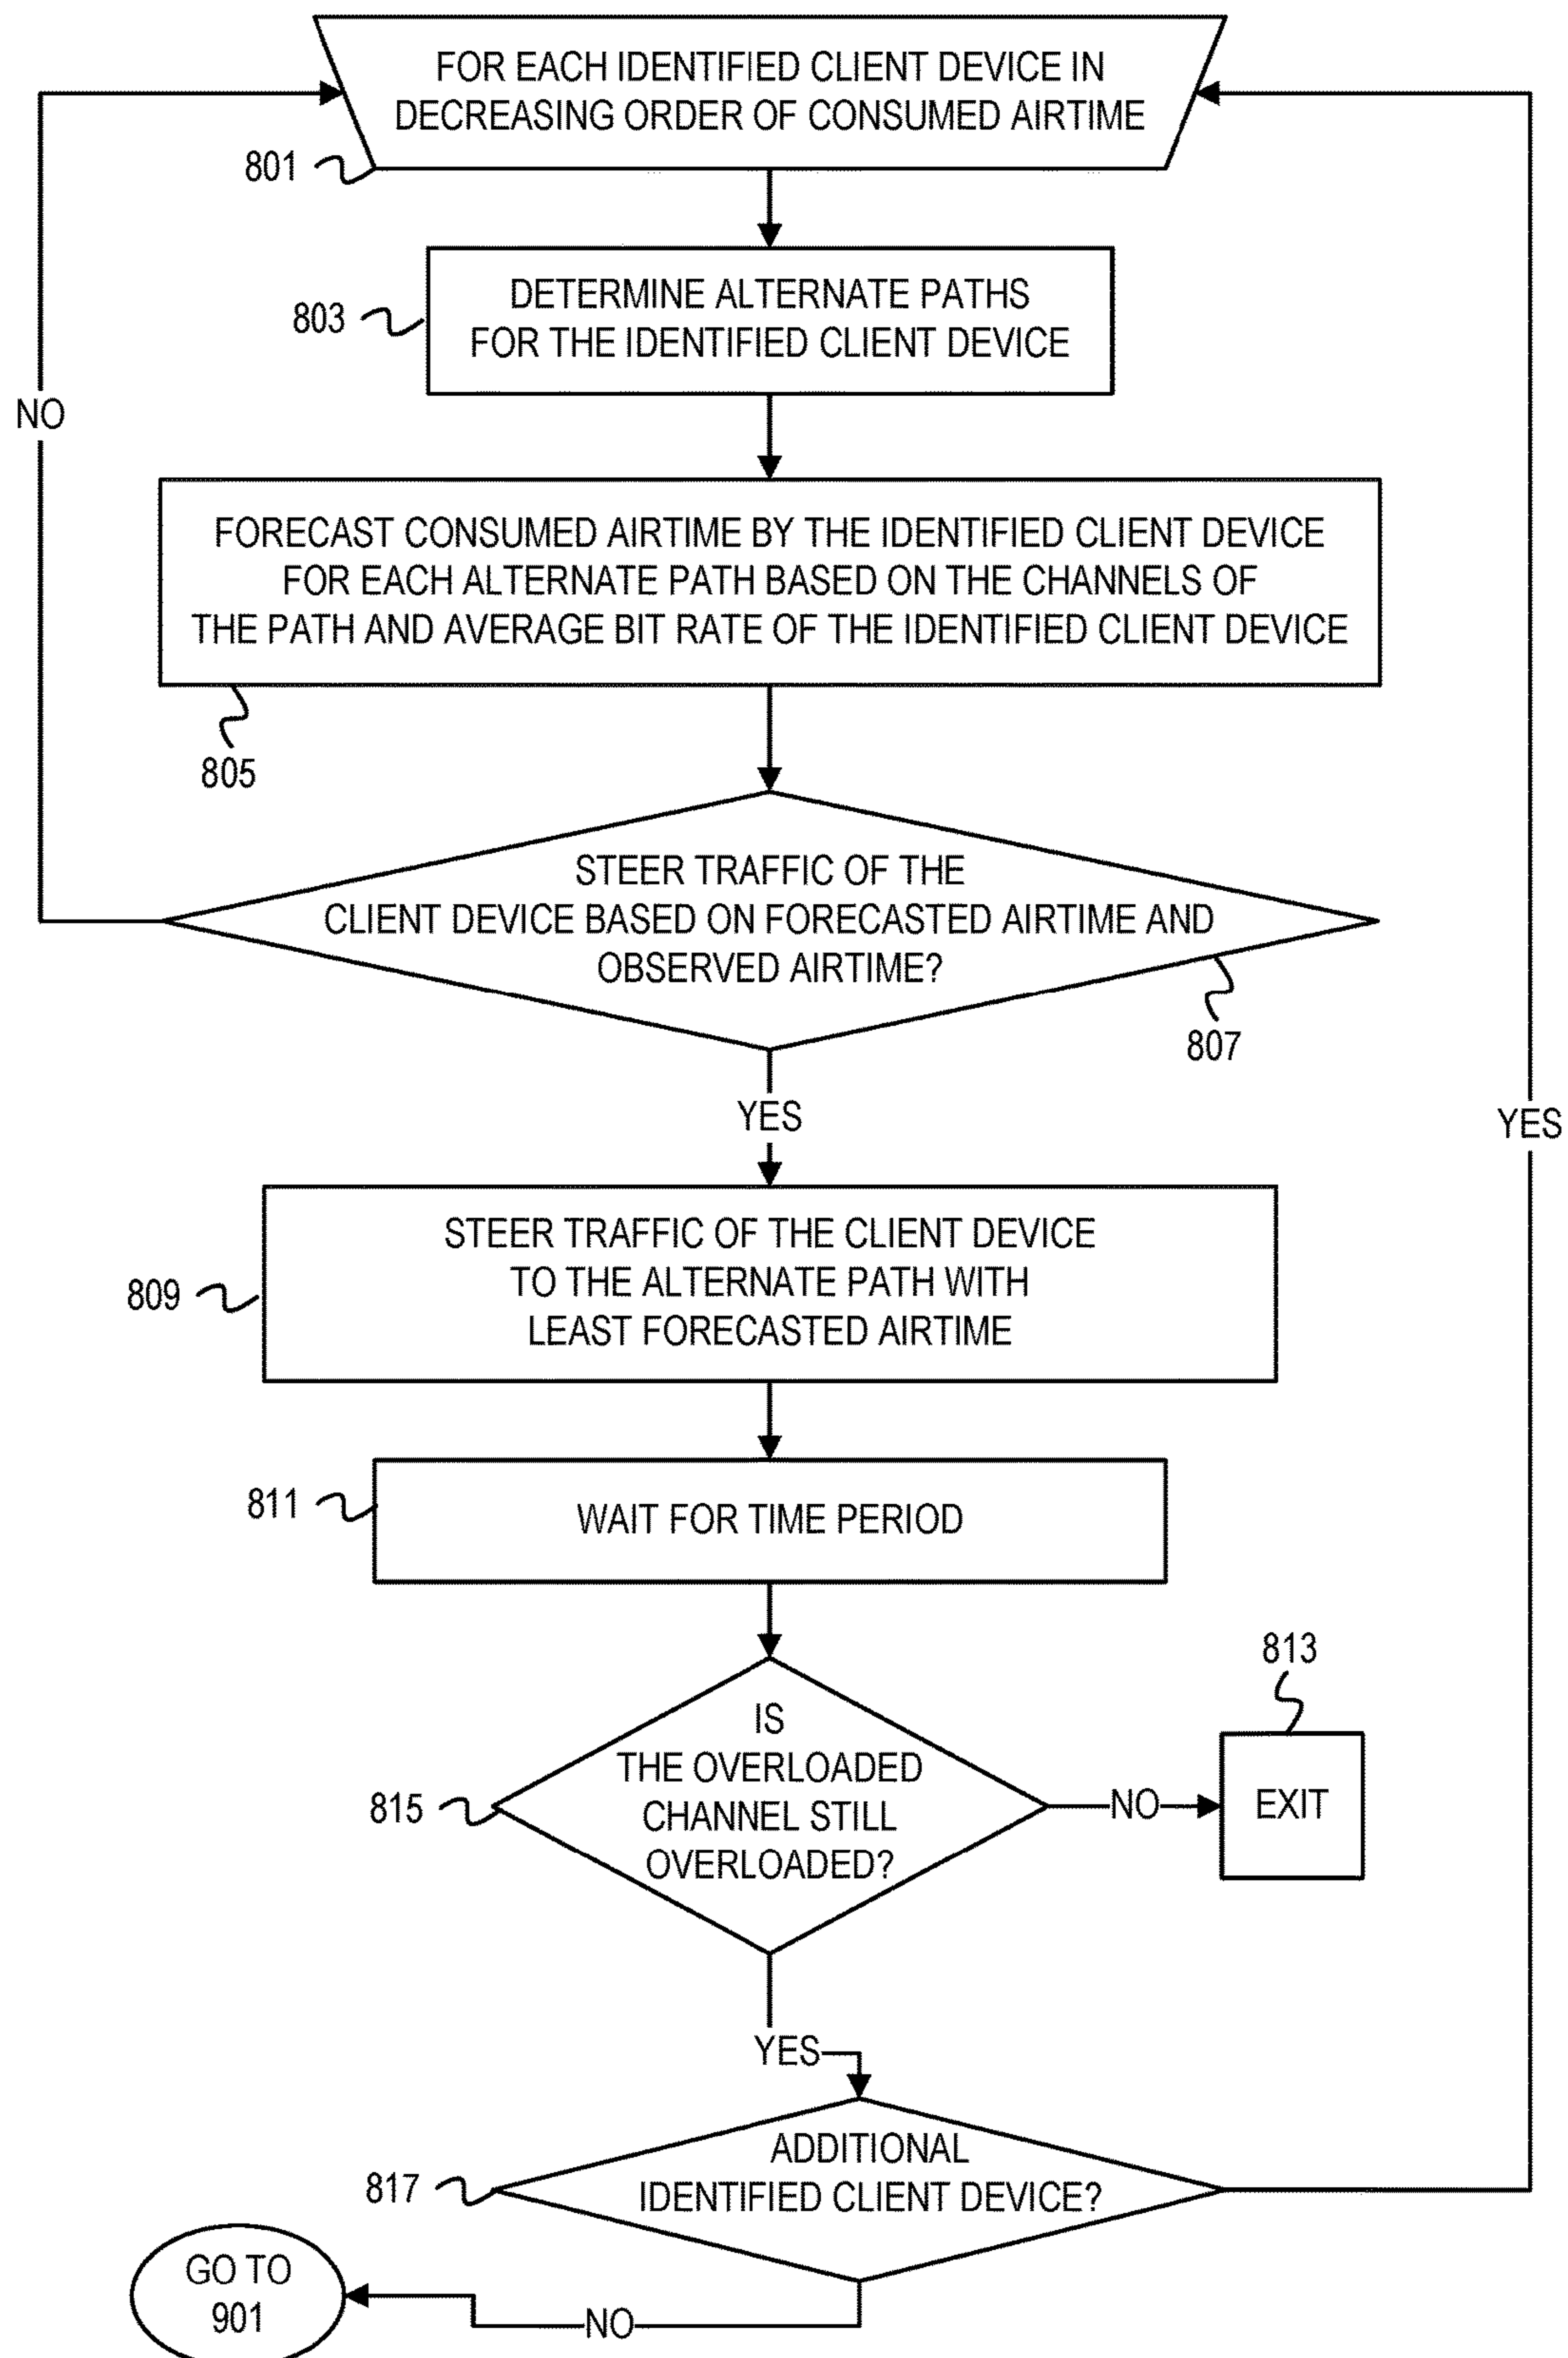 FOR EACH IDENTIFIED CLIENT DEVICE IN
DECREASING ORDER OF CONSUMED AIRTIME
801
DETERMINE ALTERNATE PATHS
FOR THE IDENTIFIED CLIENT DEVICE
803
NO
FORECAST CONSUMED AIRTIME BY THE IDENTIFIED CLIENT DEVICE
FOR EACH ALTERNATE PATH BASED ON THE CHANNELS OF
THE PATH AND AVERAGE BIT RATE OF THE IDENTIFIED CLIENT DEVICE
805
STEER TRAFFIC OF THE
CLIENT DEVICE BASED ON FORECASTED AIRTIME AND
OBSERVED AIRTIME?
807
YES
YES
STEER TRAFFIC OF THE CLIENT DEVICE
TO THE ALTERNATE PATH WITH
LEAST FORECASTED AIRTIME
809
811
WAIT FOR TIME PERIOD
813
IS
THE OVERLOADED
CHANNEL STILL
OVERLOADED?
815
NO
EXIT
YES
ADDITIONAL
IDENTIFIED CLIENT DEVICE?
817
GO TO
901
NO